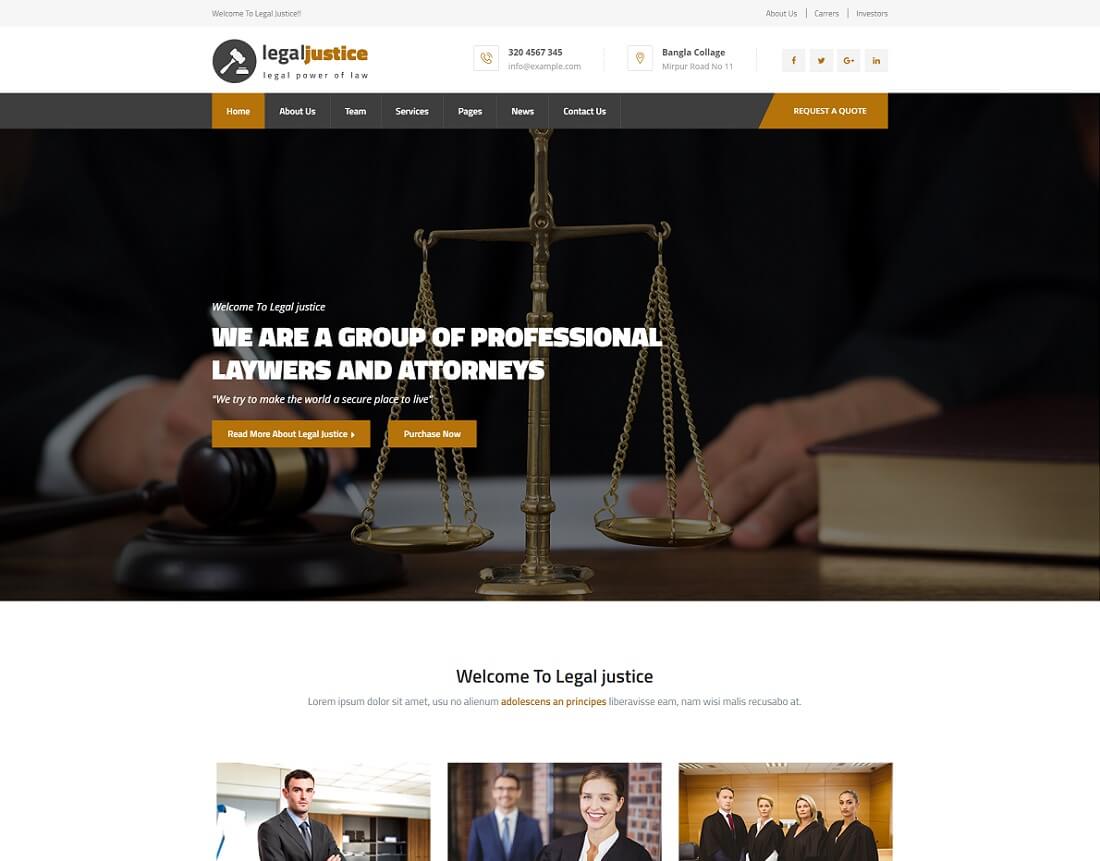 Welcome To Legal Justice!!
About Us | Carrers | Investors
legaljustice
legal power of law
320 4567 345
info@example.com
Bangla Collage
Mirpur Road No 11
f
G+
in
Home
About Us
Team
Services
Pages
News
Contact Us
REQUEST A QUOTE
Welcome To Legal justice
WE ARE A GROUP OF PROFESSIONAL
LAYWERS AND ATTORNEYS
"We try to make the world a secure place to live"
Read More About Legal Justice
Purchase Now
Welcome To Legal justice
Lorem ipsum dolor sit amet, usu no alienum adolescens an principes liberavisse eam, nam wisi malis recusabo at.